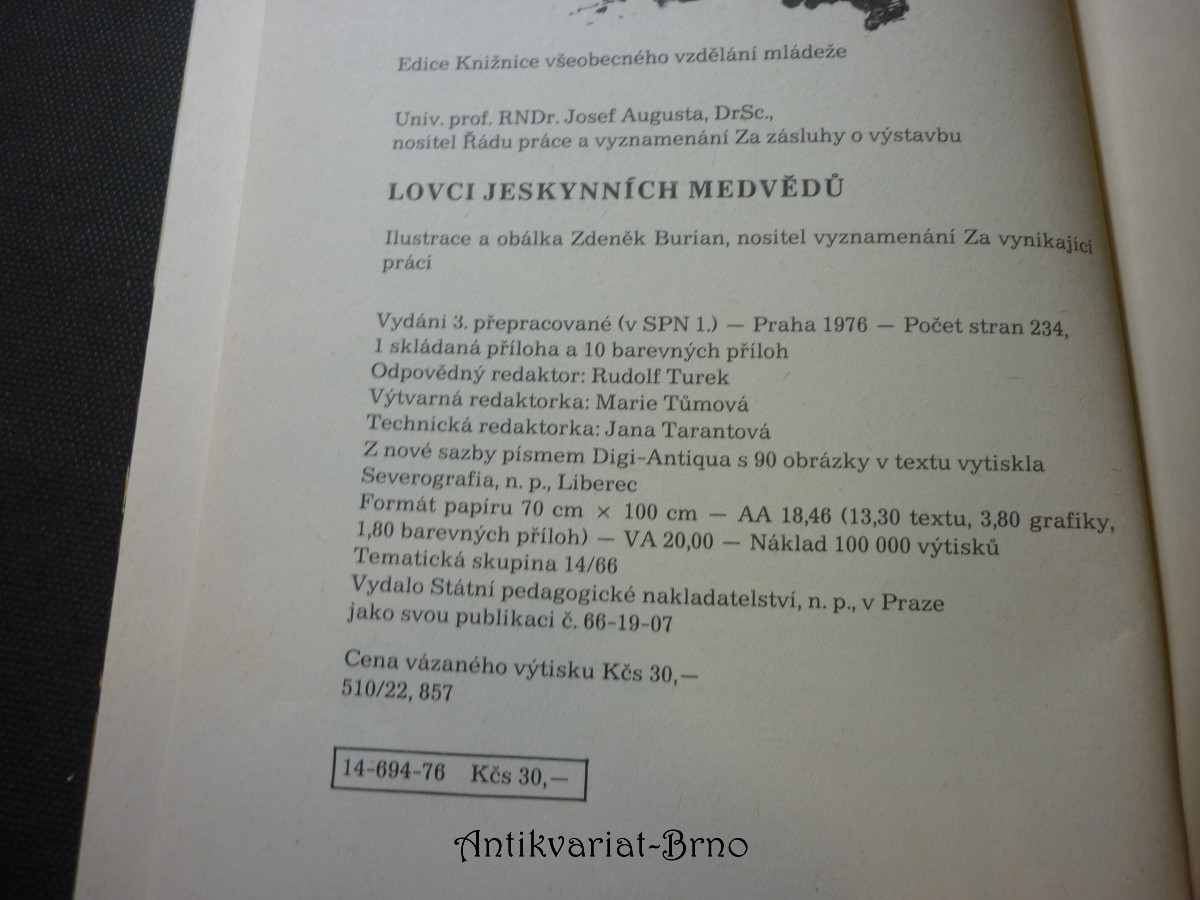 Edice Knižnice všeobecného vzdělání mládeže
Univ. prof. RNDr. Josef Augusta, DrSc.,
nositel Řádu práce a vyznamenání Za zásluhy o výstavbu
LOVCI JESKYNNÍCH MEDVĚDŮ
Ilustrace a obálka Zdeněk Burian, nositel vyznamenání Za vynikající
práci
Vydání 3. přepracované (v SPN 1.) — Praha 1976 — Počet stran 234,
1 skládaná příloha a 10 barevných příloh
Odpovědný redaktor: Rudolf Turek
Výtvarná redaktorka: Marie Tůmová
Technická redaktorka: Jana Tarantová
Z nové sazby písmem Digi-Antiqua s 90 obrázky v textu vytiskla
Severografia, n. p., Liberec
Formát papíru 70 cm × 100 cm — AA 18,46 (13,30 textu, 3,80 grafiky,
1,80 barevných příloh) — VA 20,00 — Náklad 100 000 výtisků
Tematická skupina 14/66
Vydalo Státní pedagogické nakladatelství, n. p., v Praze
jako svou publikaci č. 66-19-07
Cena vázaného výtisku Kčs 30,—
510/22, 857
14-694-76 Kčs 30,—
Antikvariat-Brno